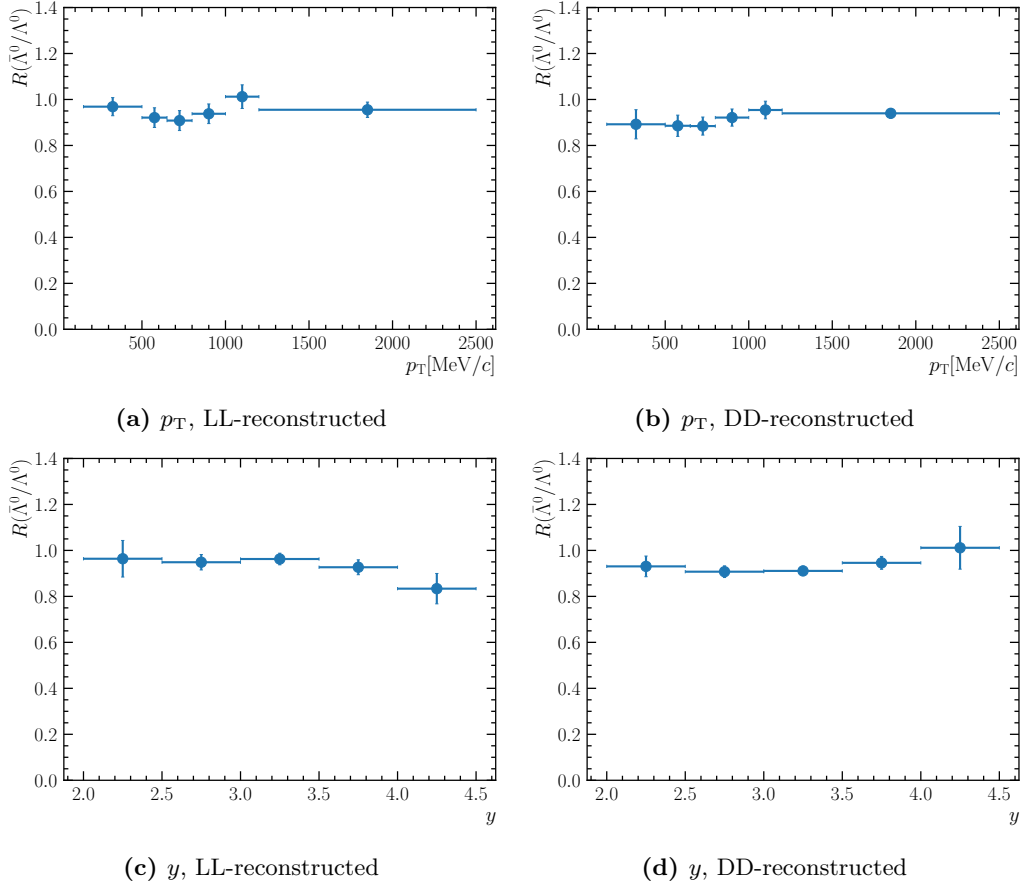 R(Λ̄⁰/Λ⁰)
1.4
1.2
1.0
0.8
0.6
0.4
0.2
0.0
500 1000 1500 2000 2500
p_T[MeV/c]
(a) p_T, LL-reconstructed
R(Λ̄⁰/Λ⁰)
1.4
1.2
1.0
0.8
0.6
0.4
0.2
0.0
500 1000 1500 2000 2500
p_T[MeV/c]
(b) p_T, DD-reconstructed
R(Λ̄⁰/Λ⁰)
1.4
1.2
1.0
0.8
0.6
0.4
0.2
0.0
2.0 2.5 3.0 3.5 4.0 4.5
y
(c) y, LL-reconstructed
R(Λ̄⁰/Λ⁰)
1.4
1.2
1.0
0.8
0.6
0.4
0.2
0.0
2.0 2.5 3.0 3.5 4.0 4.5
y
(d) y, DD-reconstructed